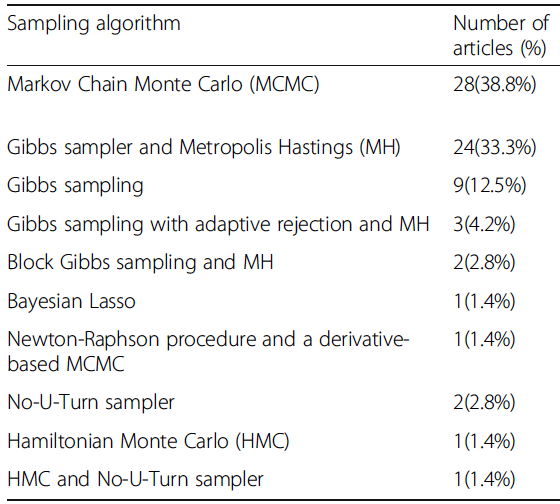 Sampling algorithm Number of
articles (%)
Markov Chain Monte Carlo (MCMC) 28(38.8%)
Gibbs sampler and Metropolis Hastings (MH) 24(33.3%)
Gibbs sampling 9(12.5%)
Gibbs sampling with adaptive rejection and MH 3(4.2%)
Block Gibbs sampling and MH 2(2.8%)
Bayesian Lasso 1(1.4%)
Newton-Raphson procedure and a derivative- 1(1.4%)
based MCMC
No-U-Turn sampler 2(2.8%)
Hamiltonian Monte Carlo (HMC) 1(1.4%)
HMC and No-U-Turn sampler 1(1.4%)